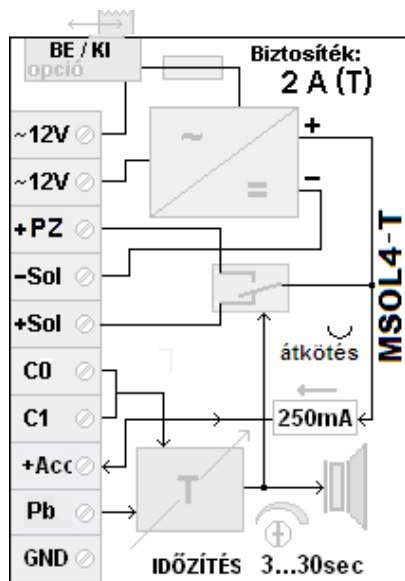 BE / KI
opció
Biztosíték:
2 A (T)
~12V
~12V
+PZ
–Sol
+Sol
C0
C1
+Acc
Pb
GND
~
=
+
–
MSOL4-T
átkötés
250mA
T
IDŐZÍTÉS 3...30sec